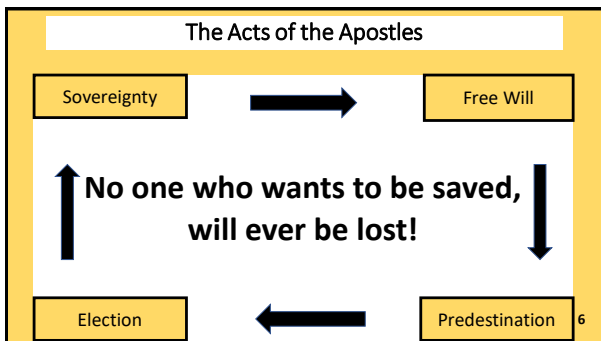 The Acts of the Apostles
Sovereignty
Free Will
No one who wants to be saved,
will ever be lost!
Election
Predestination
6